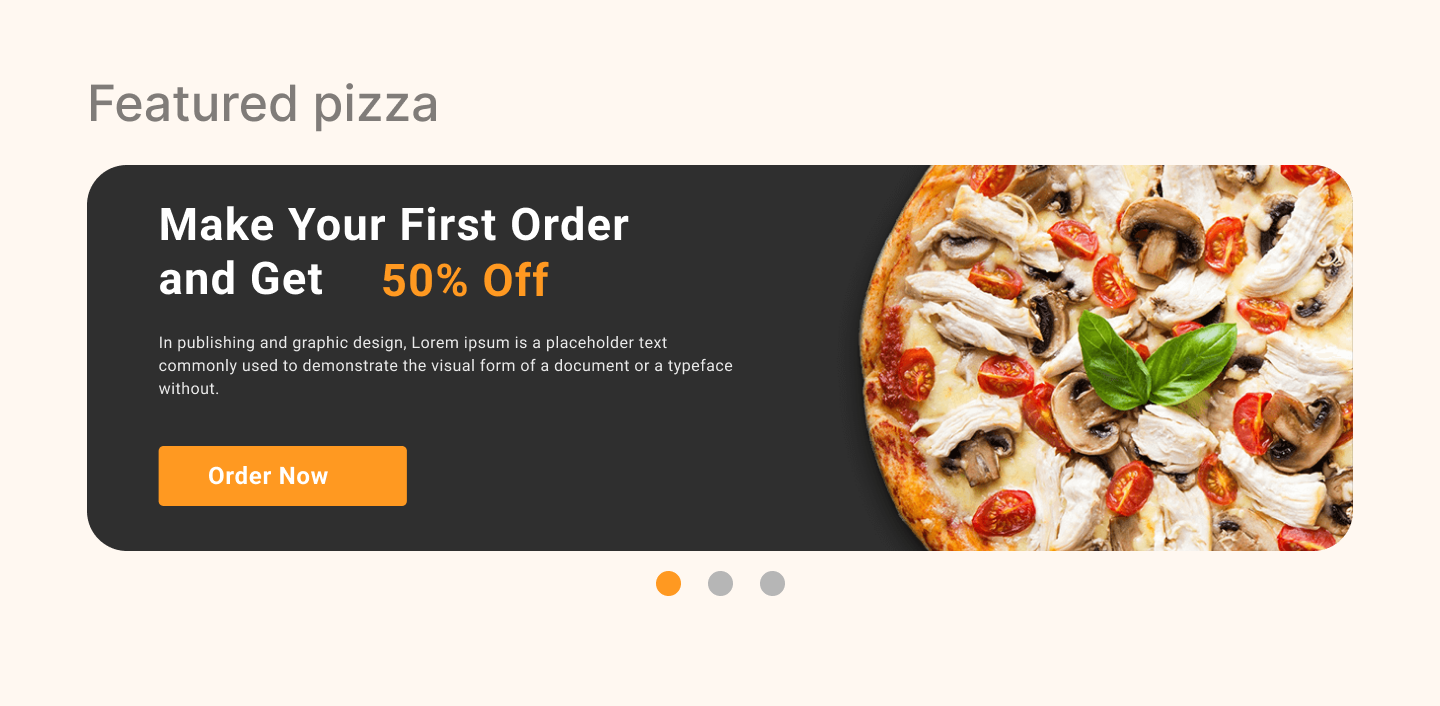 Featured pizza
Make Your First Order
and Get 50% Off
In publishing and graphic design, Lorem ipsum is a placeholder text
commonly used to demonstrate the visual form of a document or a typeface
without.
Order Now